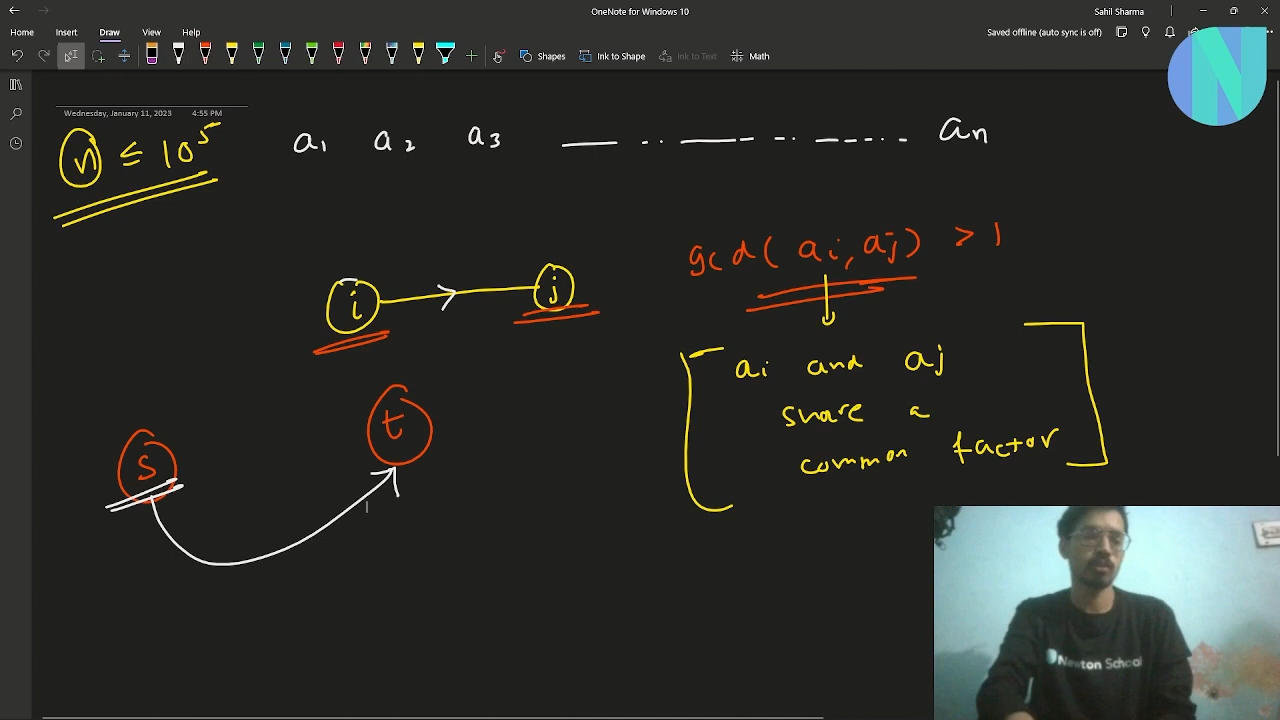 OneNote for Windows 10
Sahil Sharma
Home Insert Draw View Help
Saved offline (auto sync is off)
Shapes Ink to Shape Ink to Text Math
Wednesday, January 11, 2023 4:55 PM
n ≤ 10^5
a1 a2 a3 an
gcd( ai, aj) > 1
i j
ai and aj
share a
common factor
s t
Newton School